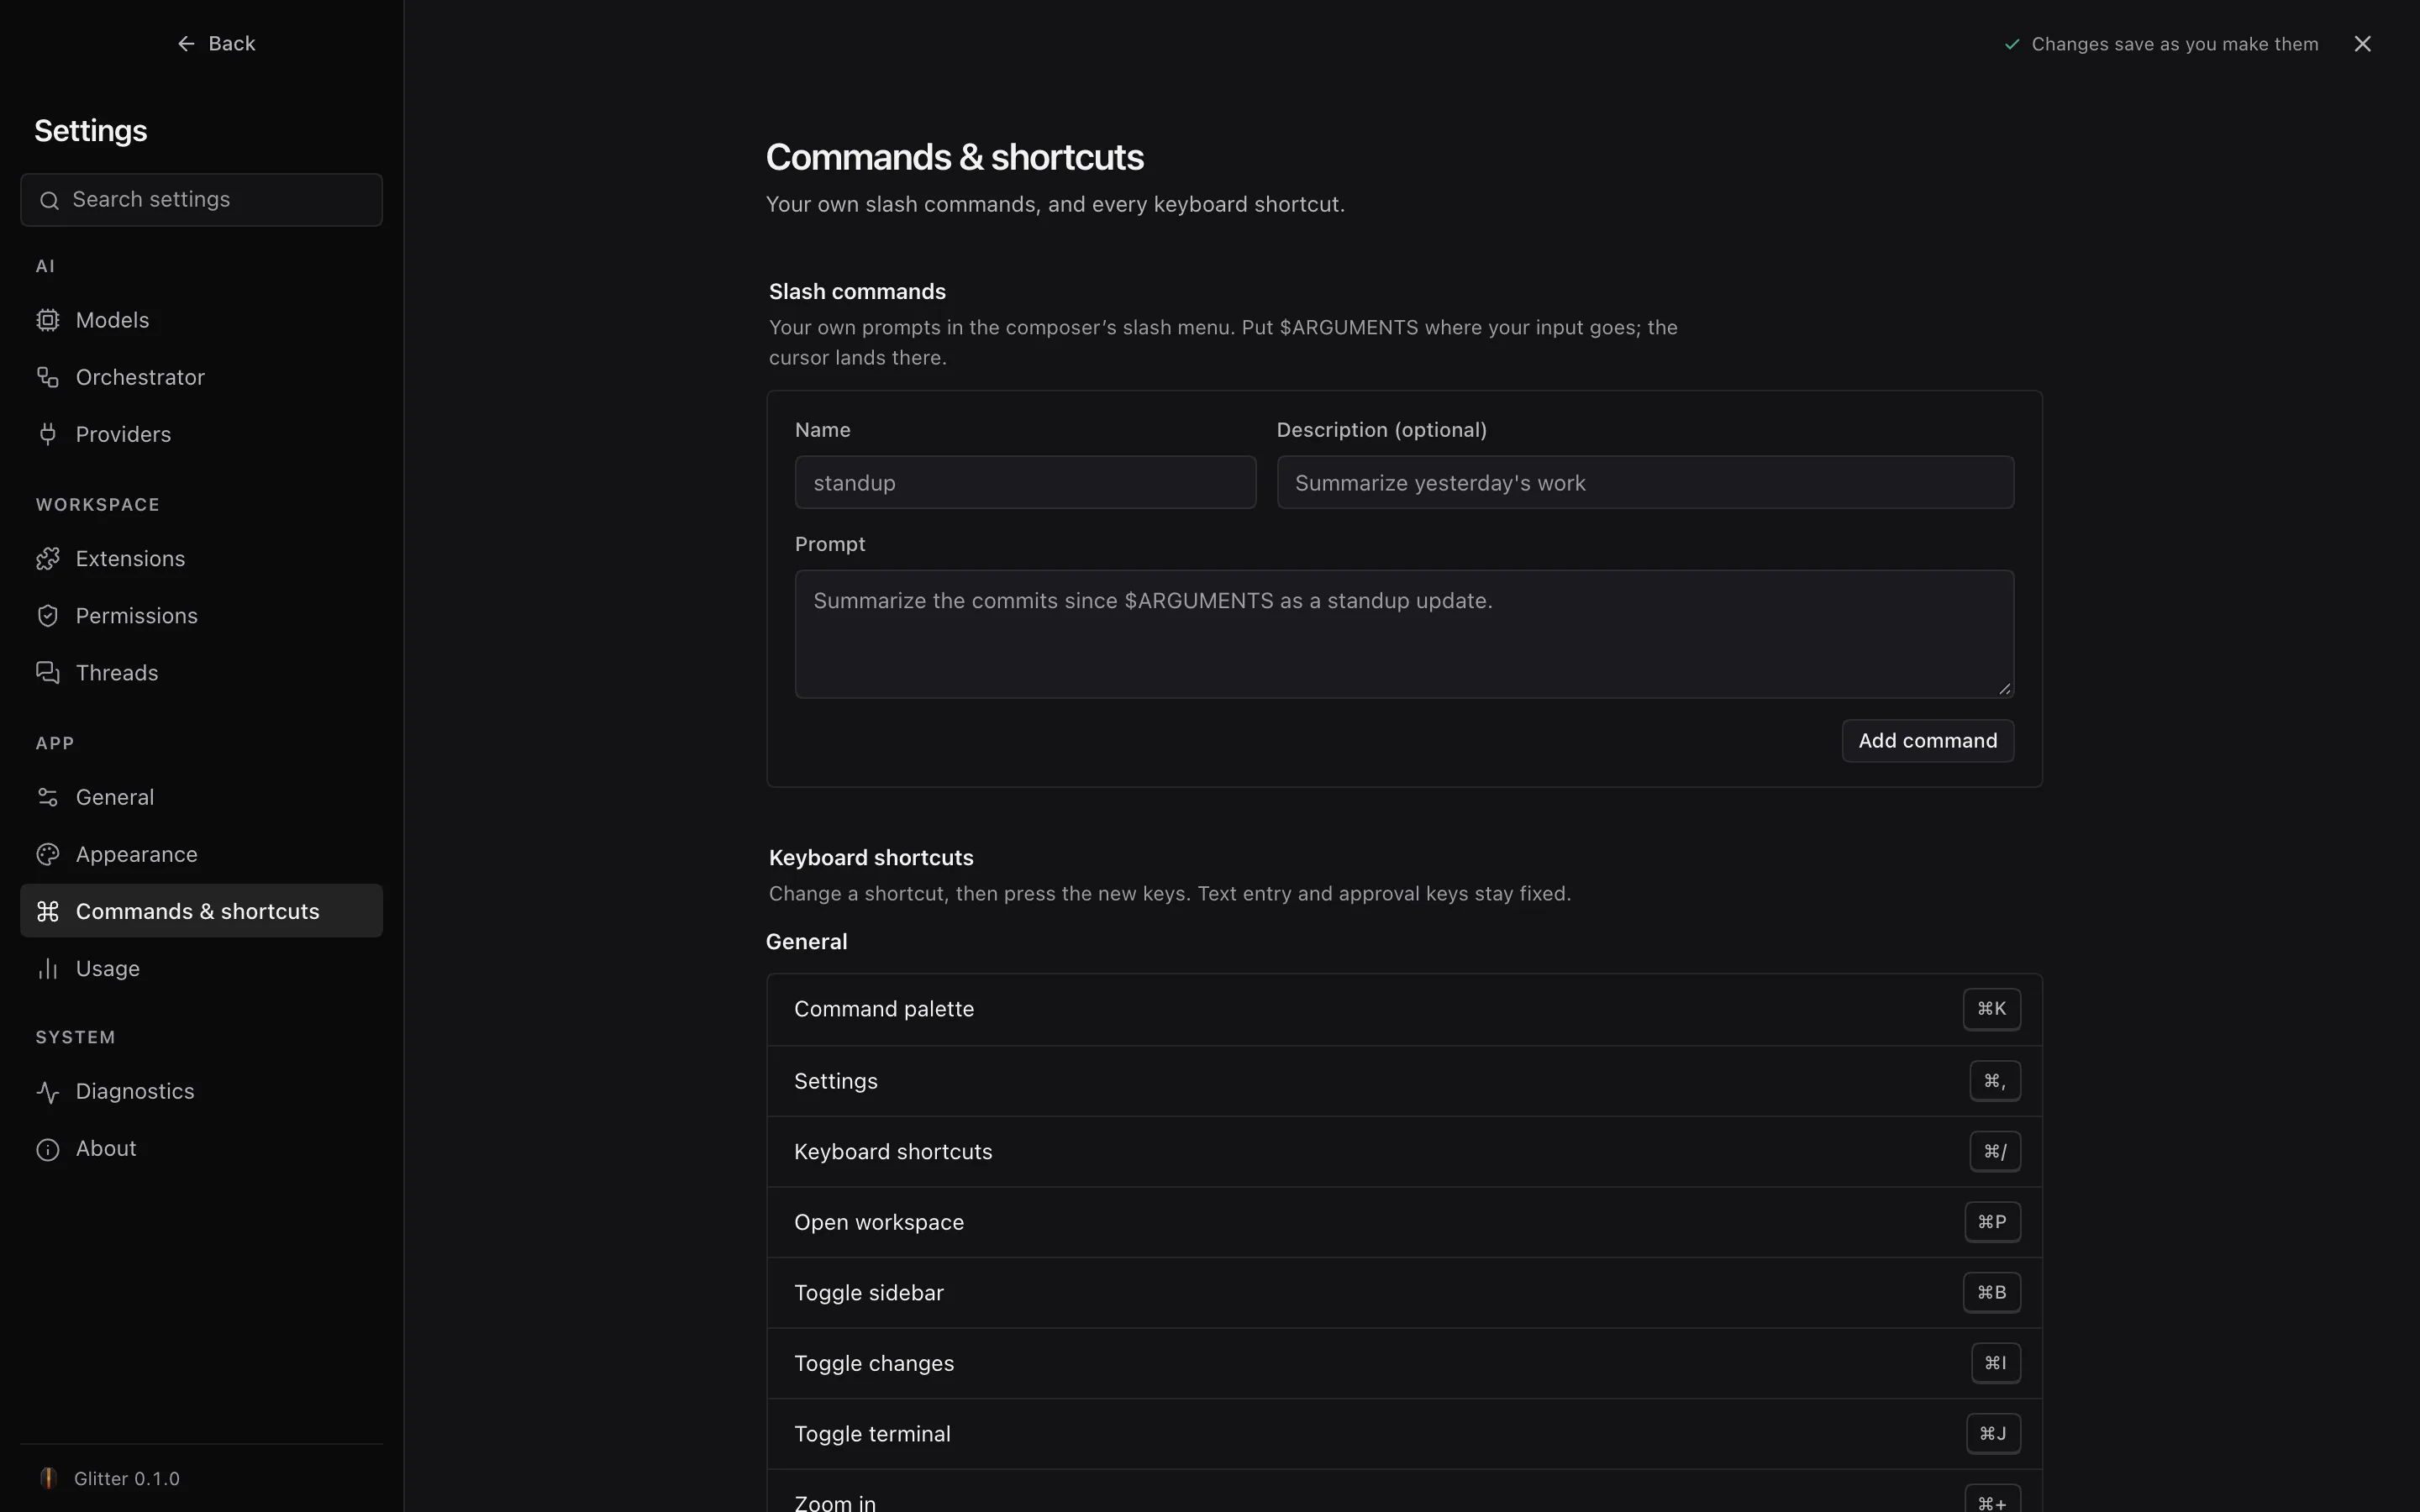 Back
Changes save as you make them
Settings
Search settings
AI
Models
Orchestrator
Providers
WORKSPACE
Extensions
Permissions
Threads
APP
General
Appearance
Commands & shortcuts
Usage
SYSTEM
Diagnostics
About
Glitter 0.1.0
Commands & shortcuts
Your own slash commands, and every keyboard shortcut.
Slash commands
Your own prompts in the composer’s slash menu. Put $ARGUMENTS where your input goes; the
cursor lands there.
Name
Description (optional)
standup
Summarize yesterday's work
Prompt
Summarize the commits since $ARGUMENTS as a standup update.
Add command
Keyboard shortcuts
Change a shortcut, then press the new keys. Text entry and approval keys stay fixed.
General
Command palette ⌘K
Settings ⌘,
Keyboard shortcuts ⌘/
Open workspace ⌘P
Toggle sidebar ⌘B
Toggle changes ⌘I
Toggle terminal ⌘J
Zoom in ⌘+